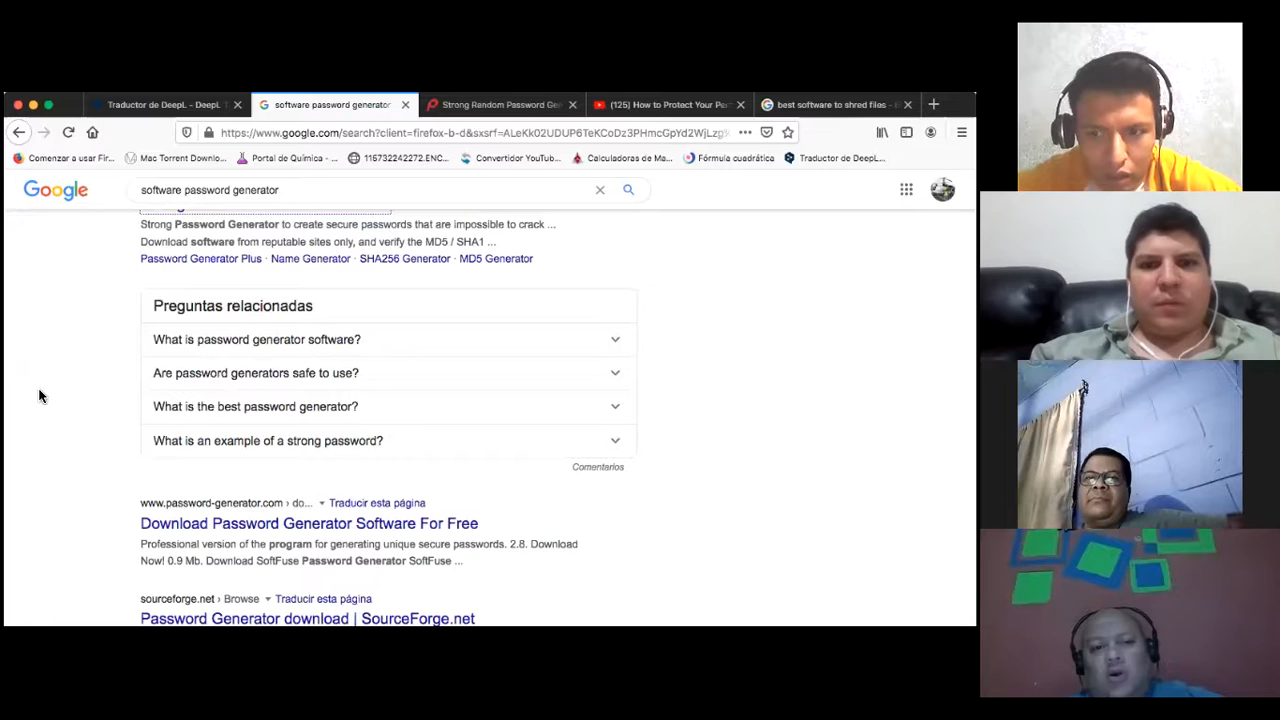 Traductor de DeepL - DeepL T
software password generator
Strong Random Password Ge
(125) How to Protect Your Per
best software to shred files - B
https://www.google.com/search?client=firefox-b-d&sxsrf=ALeKk02UDUP6TeKCoDz3PHmcGpYd2WjLzg
Comenzar a usar Fir...
Mac Torrent Downlo...
Portal de Química - ...
116732242272.ENC...
Convertidor YouTub...
Calculadoras de Ma...
Fórmula cuadrática
Traductor de DeepL...
Google
software password generator
Strong Password Generator to create secure passwords that are impossible to crack ...
Download software from reputable sites only, and verify the MD5 / SHA1 ...
Password Generator Plus · Name Generator · SHA256 Generator · MD5 Generator
Preguntas relacionadas
What is password generator software?
Are password generators safe to use?
What is the best password generator?
What is an example of a strong password?
Comentarios
www.password-generator.com › do... Traducir esta página
Download Password Generator Software For Free
Professional version of the program for generating unique secure passwords. 2.8. Download
Now! 0.9 Mb. Download SoftFuse Password Generator SoftFuse ...
sourceforge.net › Browse Traducir esta página
Password Generator download | SourceForge.net